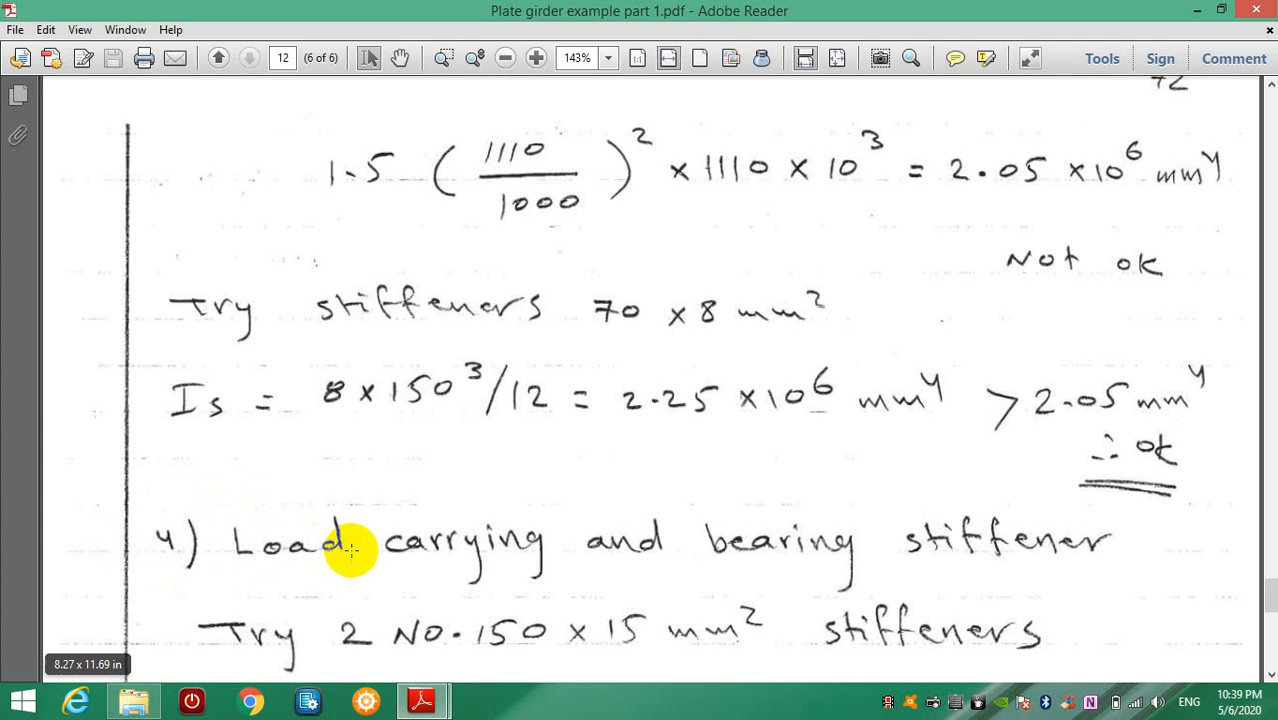 Plate girder example part 1.pdf - Adobe Reader
File Edit View Window Help
12 (6 of 6) 143% Tools Sign Comment
1.5 (1110/1000)² × 1110 × 10³ = 2.05 × 10⁶ mm⁴
Not ok
Try stiffeners 70 × 8 mm²
Is = 8 × 150³/12 = 2.25 × 10⁶ mm⁴ > 2.05 mm⁴
∴ ok
4) Load carrying and bearing stiffener
Try 2 No. 150 × 15 mm² stiffeners
8.27 x 11.69 in
ENG
10:39 PM
5/6/2020